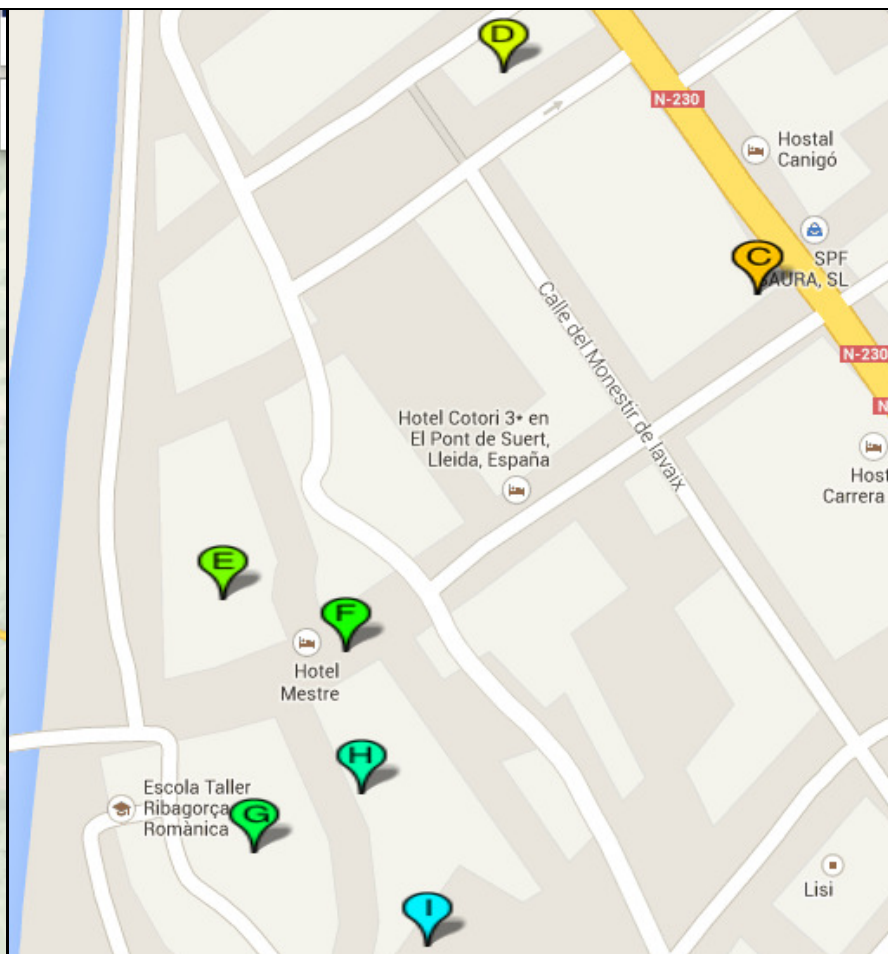 D
N-230
Hostal
Canigó
C
SPF
SAURA, SL
Calle del Monestir de lavaix
N-230
N
Hotel Cotori 3* en
El Pont de Suert,
Lleida, España
Host
Carrera
E
F
Hotel
Mestre
H
Escola Taller
Ribagorça
Romànica
G
Lisi
I